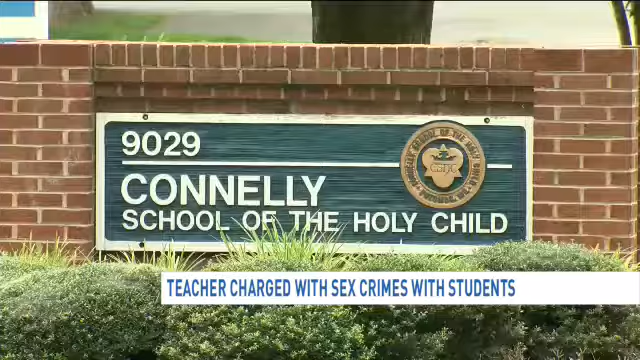 9029
CONNELLY
SCHOOL OF THE HOLY CHILD
TEACHER CHARGED WITH SEX CRIMES WITH STUDENTS